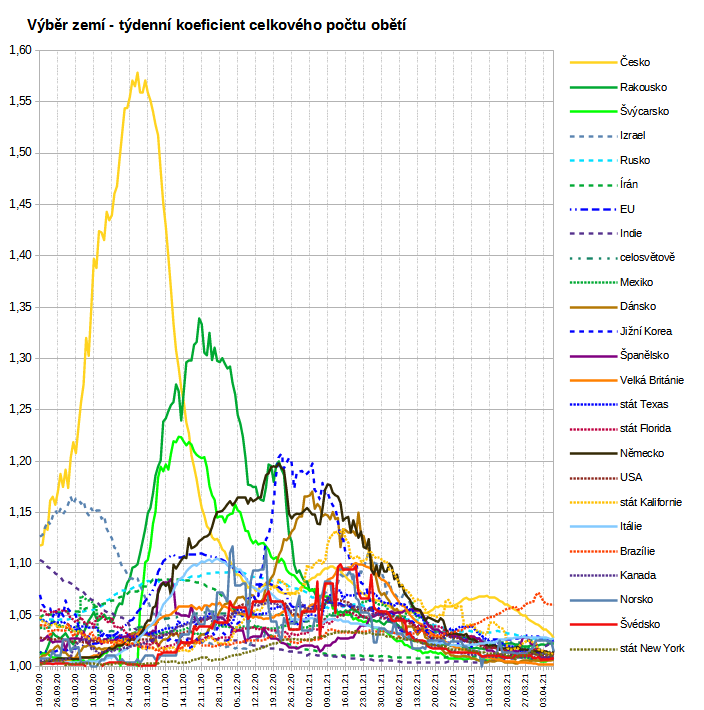 Výběr zemí - týdenní koeficient celkového počtu obětí
1,60
1,55
1,50
1,45
1,40
1,35
1,30
1,25
1,20
1,15
1,10
1,05
1,00
19.09.20
26.09.20
03.10.20
10.10.20
17.10.20
24.10.20
31.10.20
07.11.20
14.11.20
21.11.20
28.11.20
05.12.20
12.12.20
19.12.20
26.12.20
02.01.21
09.01.21
16.01.21
23.01.21
30.01.21
06.02.21
13.02.21
20.02.21
27.02.21
06.03.21
13.03.21
20.03.21
27.03.21
03.04.21
Česko
Rakousko
Švýcarsko
Izrael
Rusko
Írán
EU
Indie
celosvětově
Mexiko
Dánsko
Jižní Korea
Španělsko
Velká Británie
stát Texas
stát Florida
Německo
USA
stát Kalifornie
Itálie
Brazílie
Kanada
Norsko
Švédsko
stát New York